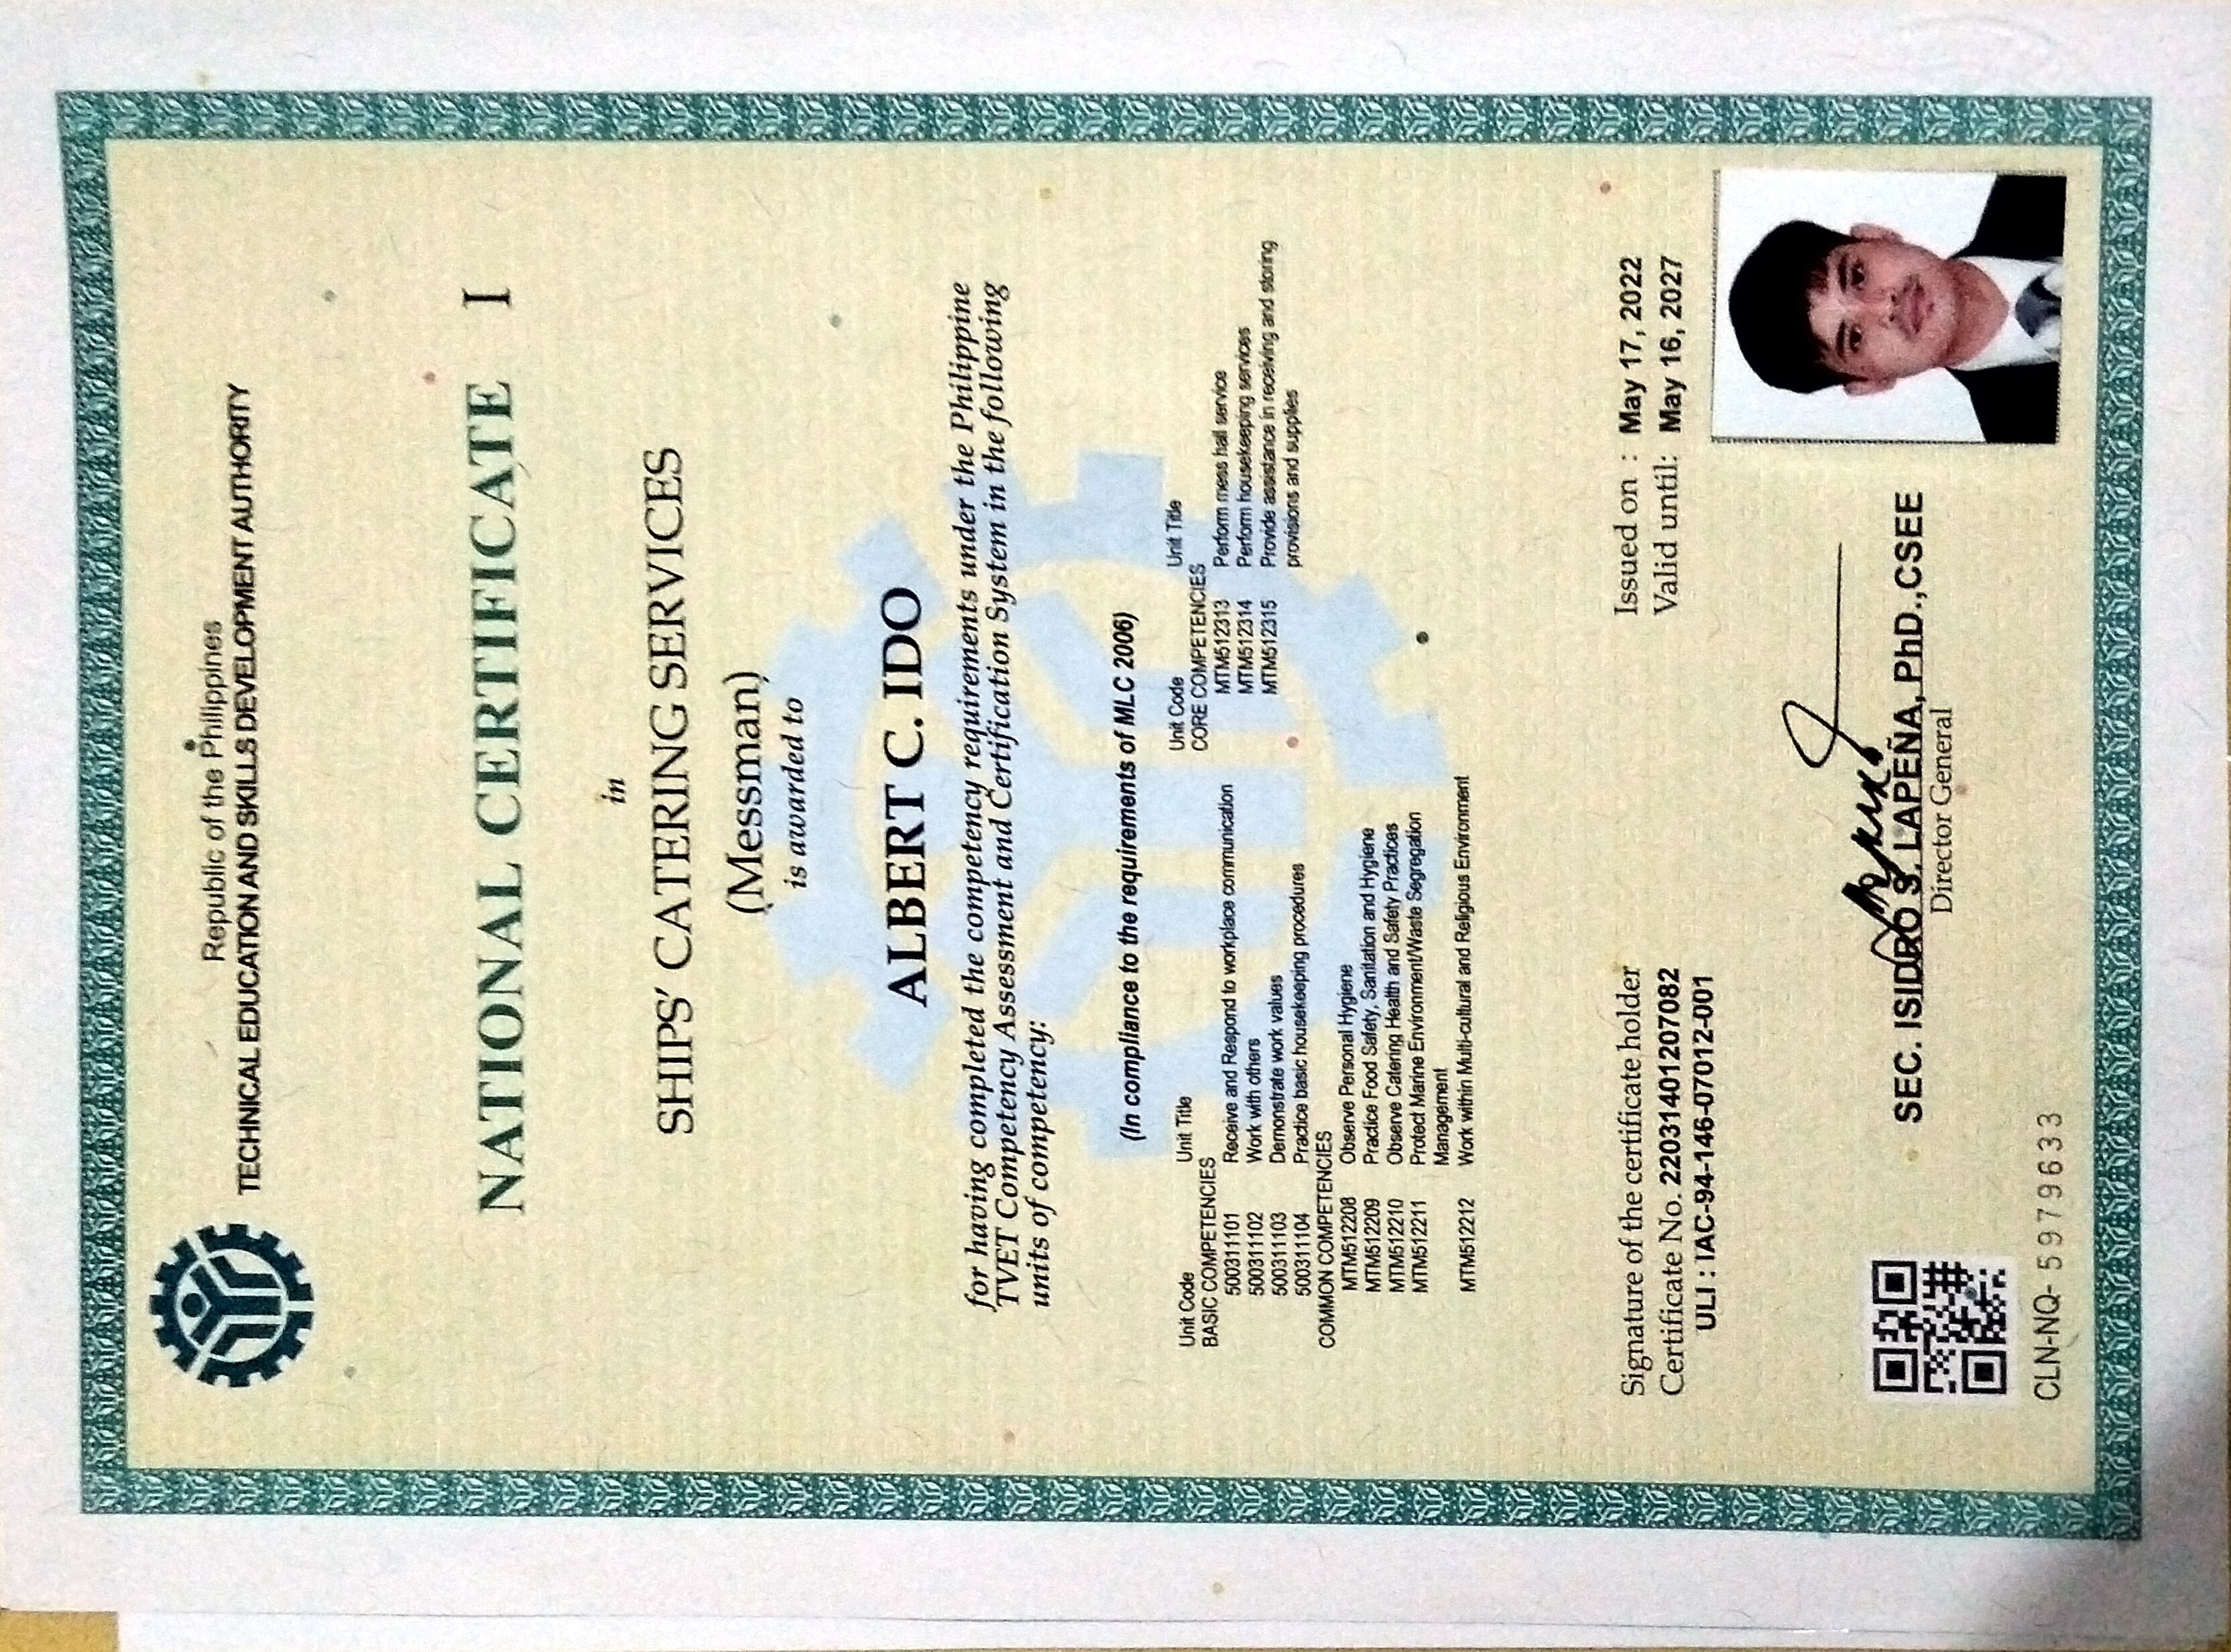 Republic of the Philippines
TECHNICAL EDUCATION AND SKILLS DEVELOPMENT AUTHORITY
NATIONAL CERTIFICATE I
in
SHIPS' CATERING SERVICES
(Messman)
is awarded to
ALBERT C. IDO
for having completed the competency requirements under the Philippine
TVET Competency Assessment and Certification System in the following
units of competency:
(In compliance to the requirements of MLC 2006)
Unit Code Unit Title
BASIC COMPETENCIES
500311101 Receive and Respond to workplace communication
500311102 Work with others
500311103 Demonstrate work values
500311104 Practice basic housekeeping procedures
COMMON COMPETENCIES
MTM512208 Observe Personal Hygiene
MTM512209 Practice Food Safety, Sanitation and Hygiene
MTM512210 Observe Catering Health and Safety Practices
MTM512211 Protect Marine Environment/Waste Segregation
Management
MTM512212 Work within Multi-cultural and Religious Environment
Unit Code Unit Title
CORE COMPETENCIES
MTM512313 Perform mess hall service
MTM512314 Perform housekeeping services
MTM512315 Provide assistance in receiving and storing
provisions and supplies
Signature of the certificate holder
Certificate No. 22031401207082
ULI : IAC-94-146-07012-001
Issued on : May 17, 2022
Valid until: May 16, 2027
SEC. ISIDRO S. LAPEÑA, PhD.,CSEE
Director General
CLN-NQ- 5979633